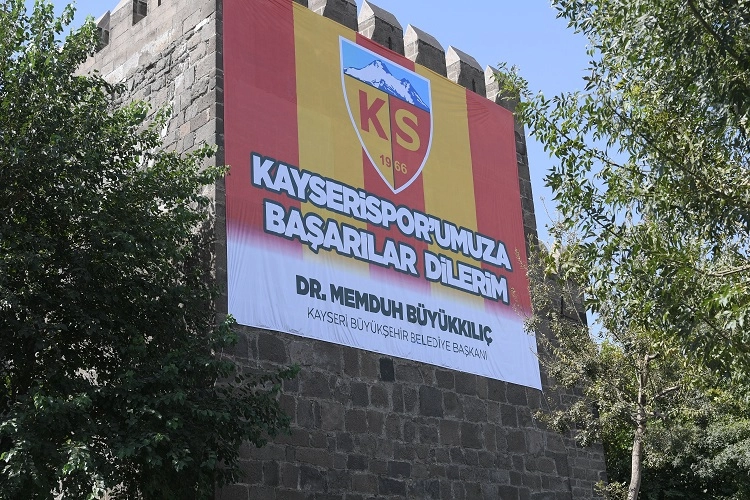 KS
1966
KAYSERİSPOR'UMUZA
BAŞARILAR DİLERİM
DR. MEMDUH BÜYÜKKILIÇ
KAYSERİ BÜYÜKŞEHİR BELEDİYE BAŞKANI